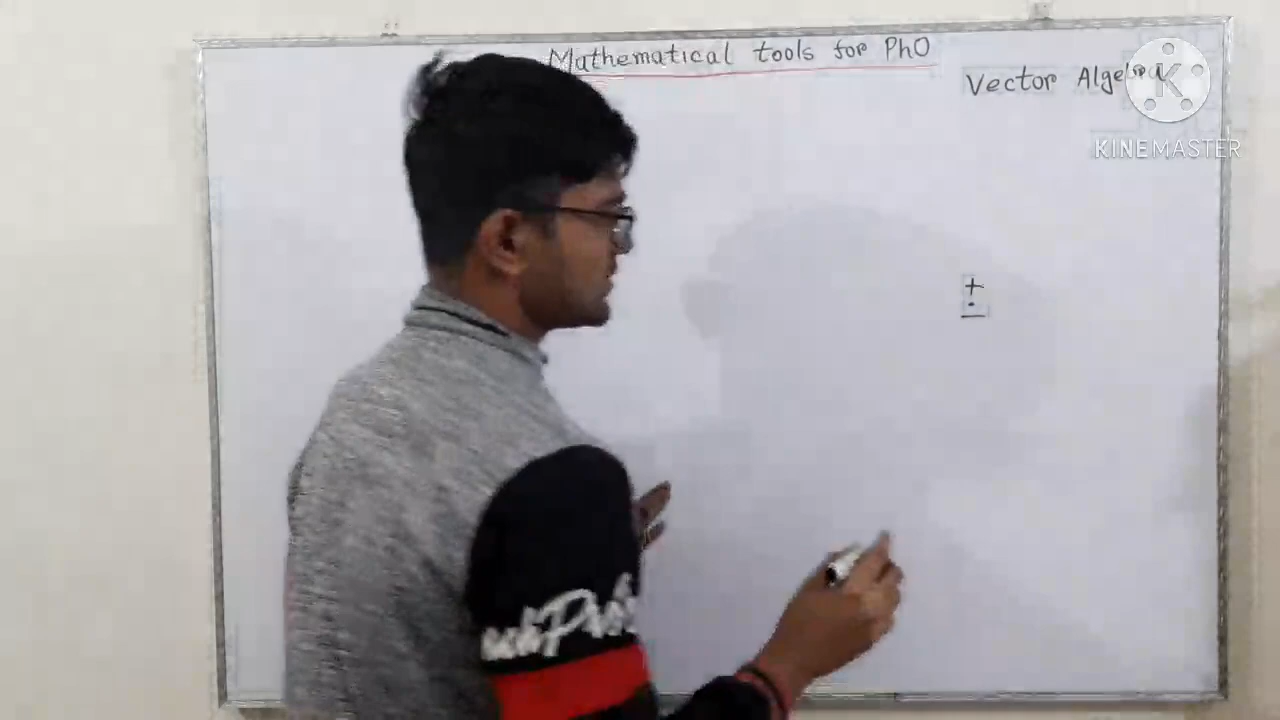 Mathematical tools for PhO
Vector Algebra
K
KINEMASTER
+
-